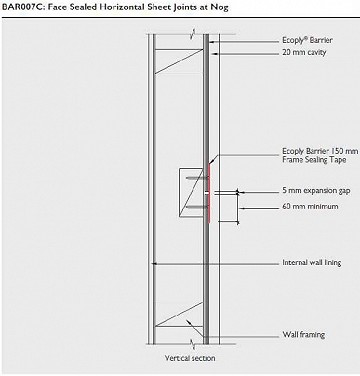 BAR007C: Face Sealed Horizontal Sheet Joints at Nog
Ecoply® Barrier
20 mm cavity
Ecoply Barrier 150 mm
Frame Sealing Tape
5 mm expansion gap
60 mm minimum
Internal wall lining
Wall framing
Vertical section